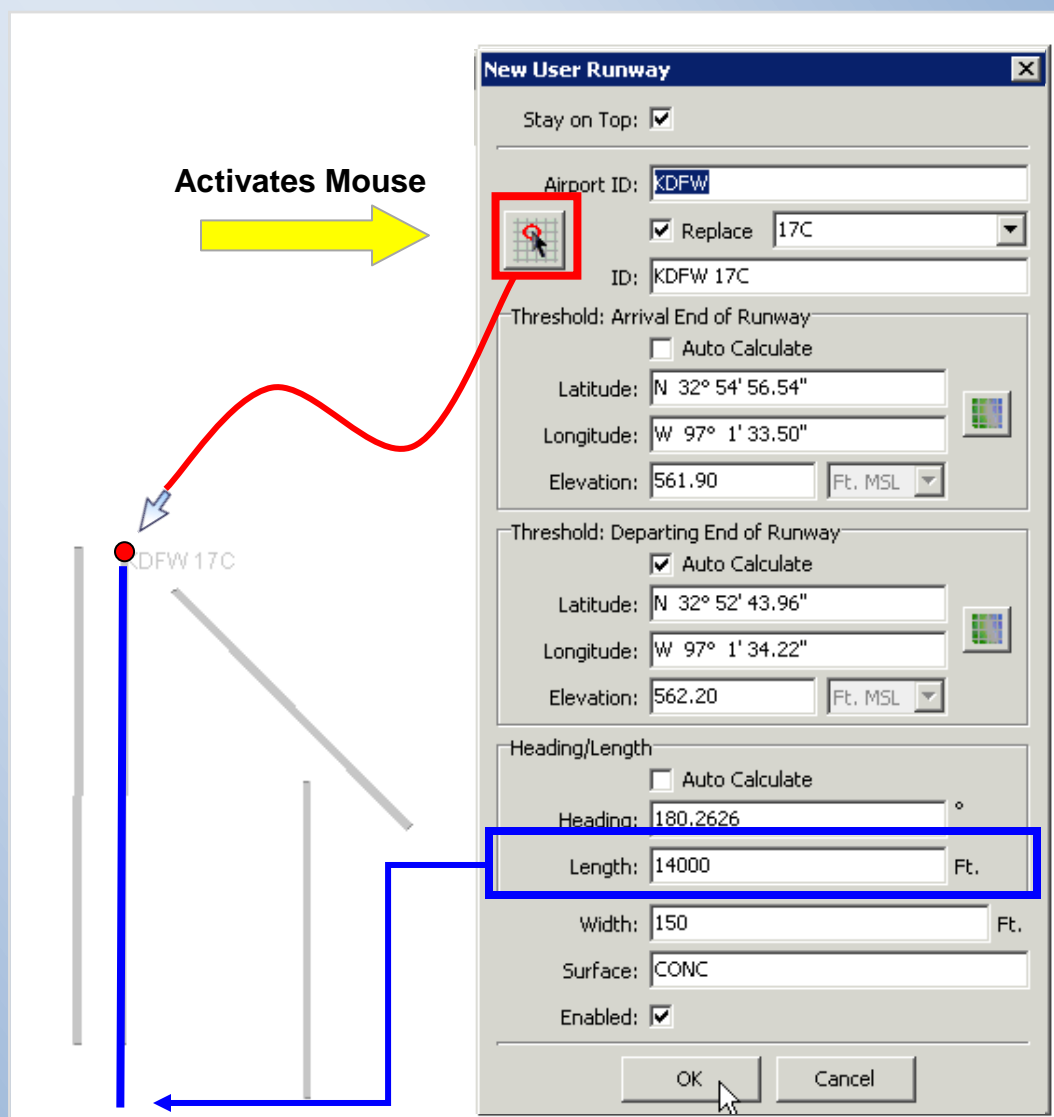 New User Runway
Stay on Top:
Activates Mouse
Airport ID: KDFW
Replace 17C
ID: KDFW 17C
Threshold: Arrival End of Runway
Auto Calculate
Latitude: N 32° 54' 56.54"
Longitude: W 97° 1' 33.50"
Elevation: 561.90 Ft. MSL
Threshold: Departing End of Runway
KDFW 17C
Auto Calculate
Latitude: N 32° 52' 43.96"
Longitude: W 97° 1' 34.22"
Elevation: 562.20 Ft. MSL
Heading/Length
Auto Calculate
Heading: 180.2626 °
Length: 14000 Ft.
Width: 150 Ft.
Surface: CONC
Enabled:
OK Cancel